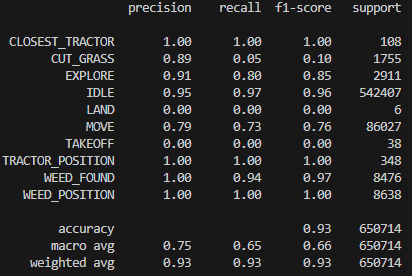 precision recall f1-score support
CLOSEST_TRACTOR 1.00 1.00 1.00 108
CUT_GRASS 0.89 0.05 0.10 1755
EXPLORE 0.91 0.80 0.85 2911
IDLE 0.95 0.97 0.96 542407
LAND 0.00 0.00 0.00 6
MOVE 0.79 0.73 0.76 86027
TAKEOFF 0.00 0.00 0.00 38
TRACTOR_POSITION 1.00 1.00 1.00 348
WEED_FOUND 1.00 0.94 0.97 8476
WEED_POSITION 1.00 1.00 1.00 8638
accuracy 0.93 650714
macro avg 0.75 0.65 0.66 650714
weighted avg 0.93 0.93 0.93 650714